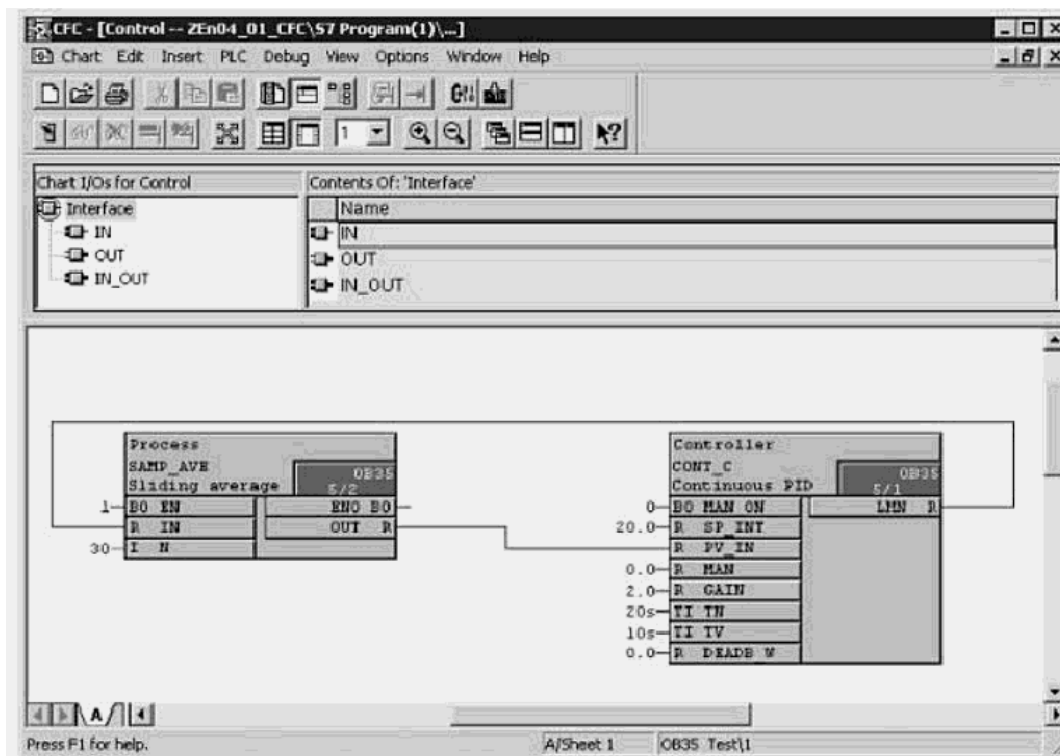 CFC - [Control -- ZEn04_01_CFC\S7 Program(1)\...]
Chart Edit Insert PLC Debug View Options Window Help
1
Chart I/Os for Control
Contents Of: 'Interface'
Interface
Name
IN
IN
OUT
OUT
IN_OUT
IN_OUT
Process
SAMP_AVE
Sliding average
OB35
5/2
1
BO EN
ENO BO
R IN
OUT R
30
I N
Controller
CONT_C
Continuous PID
OB35
5/1
0
BO MAN_ON
LMN R
20.0
R SP_INT
R PV_IN
0.0
R MAN
2.0
R GAIN
20s
TI TN
10s
TI TV
0.0
R DEADB_W
A
Press F1 for help.
A/Sheet 1
OB35 Test\1